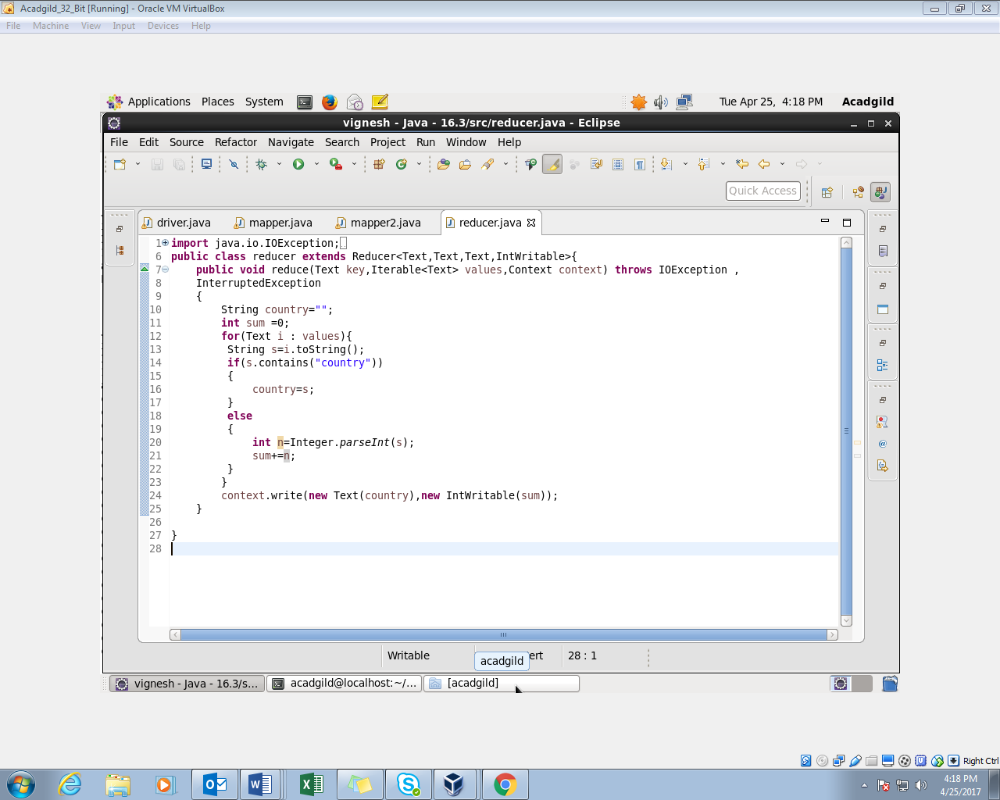 Acadgild_32_Bit [Running] - Oracle VM VirtualBox
File Machine View Input Devices Help
Applications Places System
Tue Apr 25, 4:18 PM Acadgild
vignesh - Java - 16.3/src/reducer.java - Eclipse
File Edit Source Refactor Navigate Search Project Run Window Help
Quick Access
driver.java mapper.java mapper2.java reducer.java
1 import java.io.IOException;
6 public class reducer extends Reducer<Text,Text,Text,IntWritable>{
7 public void reduce(Text key,Iterable<Text> values,Context context) throws IOException ,
8 InterruptedException
9 {
10 String country="";
11 int sum =0;
12 for(Text i : values){
13 String s=i.toString();
14 if(s.contains("country"))
15 {
16 country=s;
17 }
18 else
19 {
20 int n=Integer.parseInt(s);
21 sum+=n;
22 }
23 }
24 context.write(new Text(country),new IntWritable(sum));
25 }
26
27 }
28
Writable ert 28 : 1
acadgild
vignesh - Java - 16.3/s... acadgild@localhost:~/... [acadgild]
Right Ctrl
4:18 PM
4/25/2017